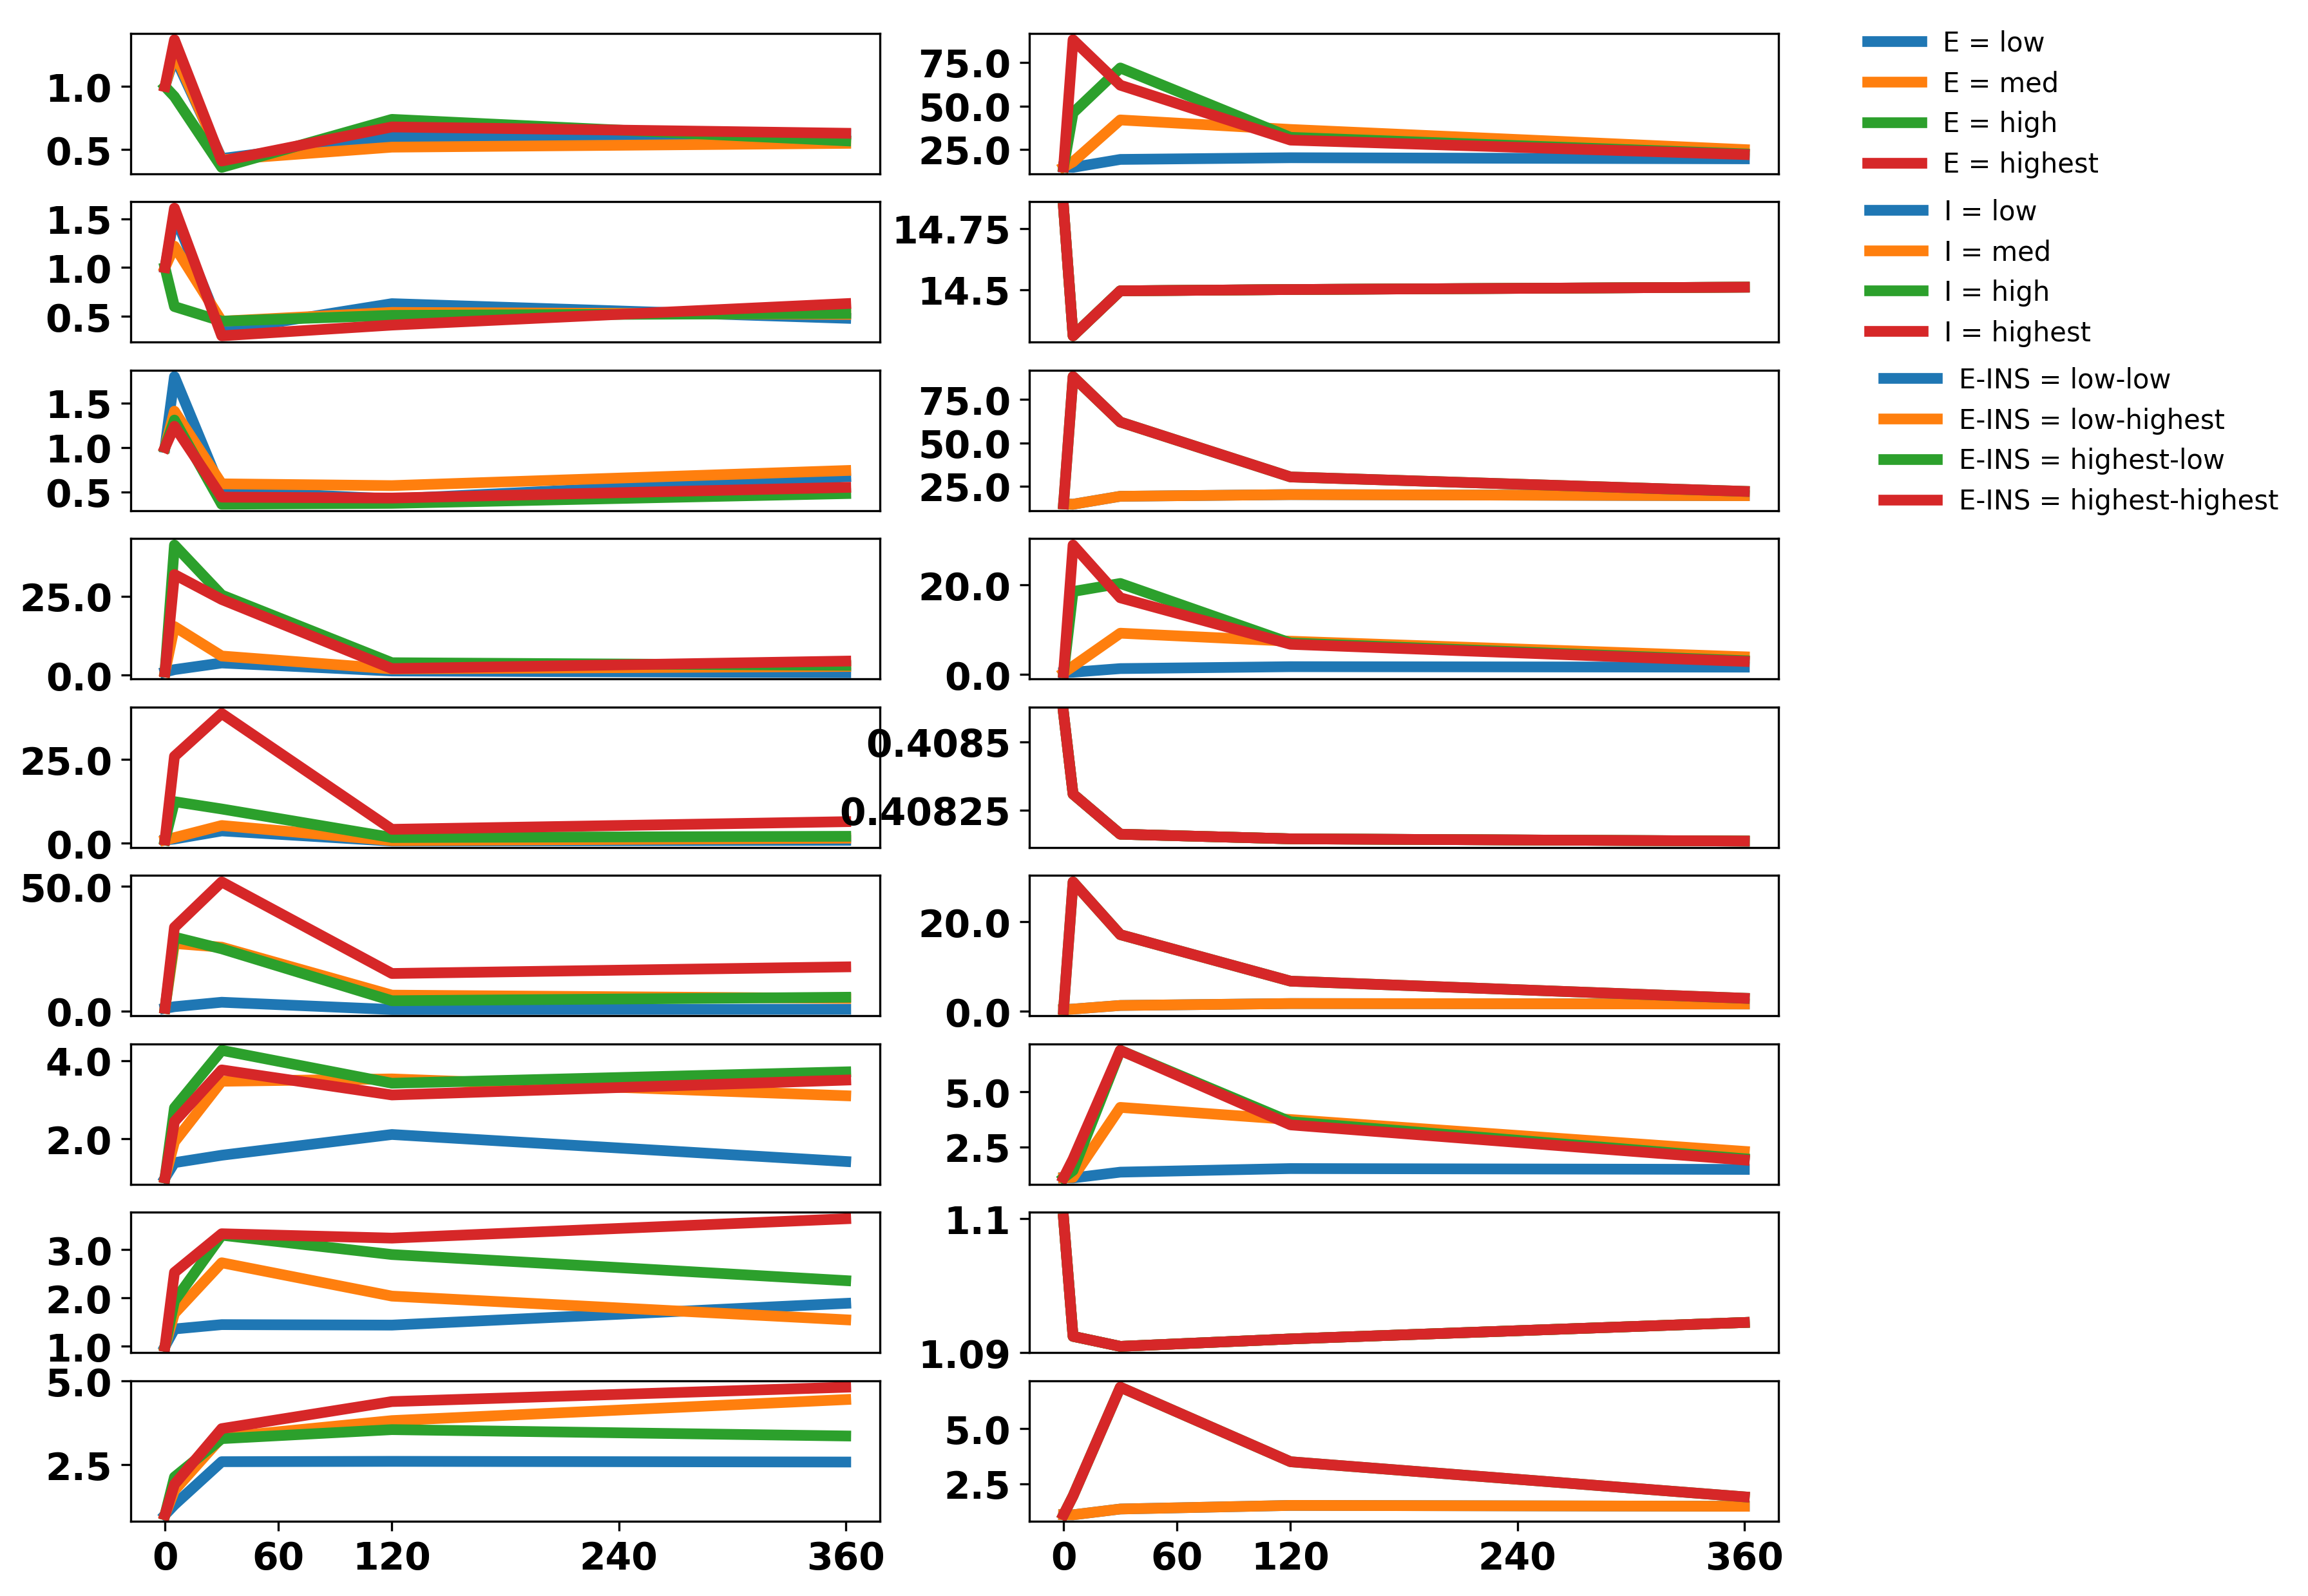 1.0
0.5
75.0
50.0
25.0
E = low
E = med
E = high
E = highest
1.5
1.0
0.5
14.75
14.5
I = low
I = med
I = high
I = highest
1.5
1.0
0.5
75.0
50.0
25.0
E-INS = low-low
E-INS = low-highest
E-INS = highest-low
E-INS = highest-highest
25.0
0.0
20.0
0.0
25.0
0.0
0.4085
0.40825
50.0
0.0
20.0
0.0
4.0
2.0
5.0
2.5
3.0
2.0
1.0
1.1
1.09
5.0
2.5
5.0
2.5
0 60 120 240 360
0 60 120 240 360